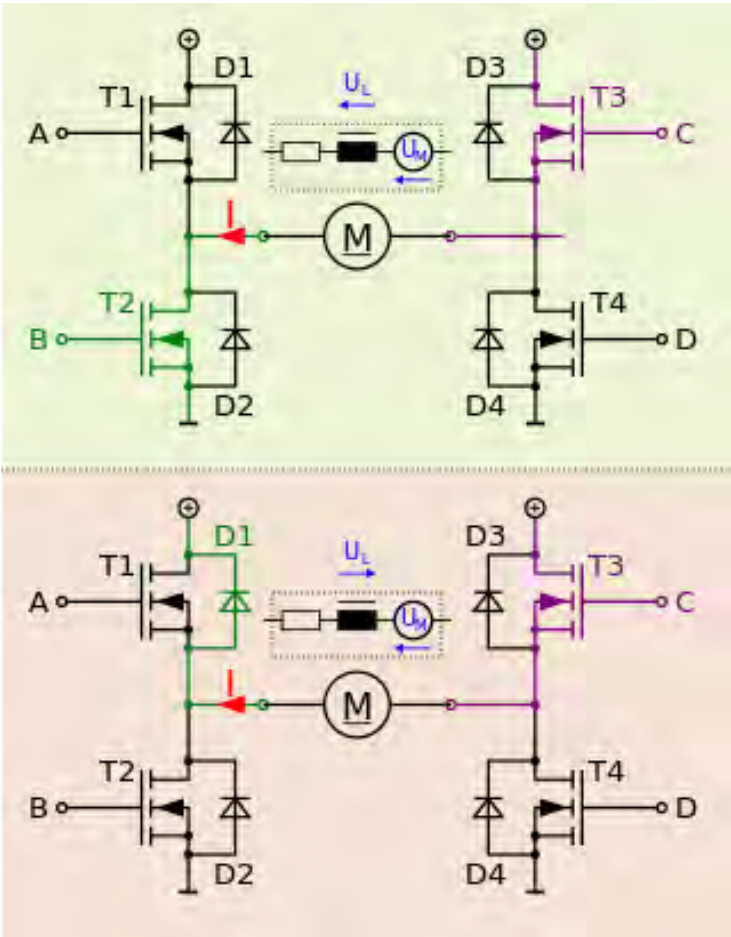 D1 D3
T1 U_L T3
A C
U_M
I M
T2 T4
B D
D2 D4
D1 D3
T1 U_L T3
A C
U_M
I M
T2 T4
B D
D2 D4